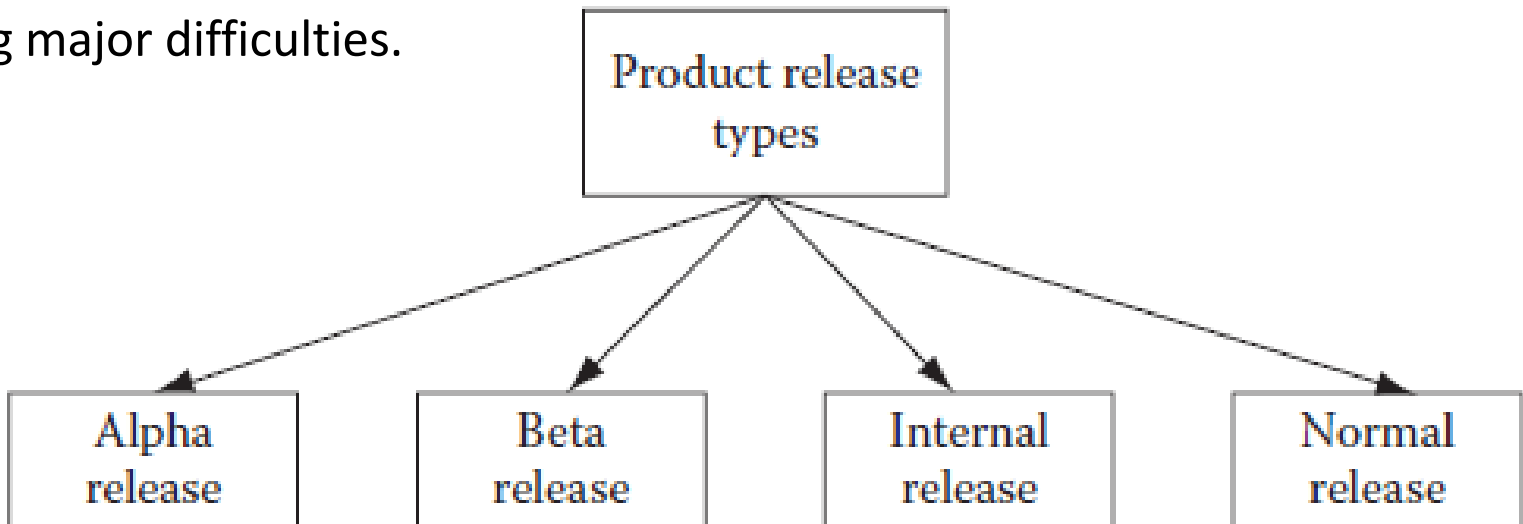 g major difficulties.
Product release
types
Alpha
release
Beta
release
Internal
release
Normal
release